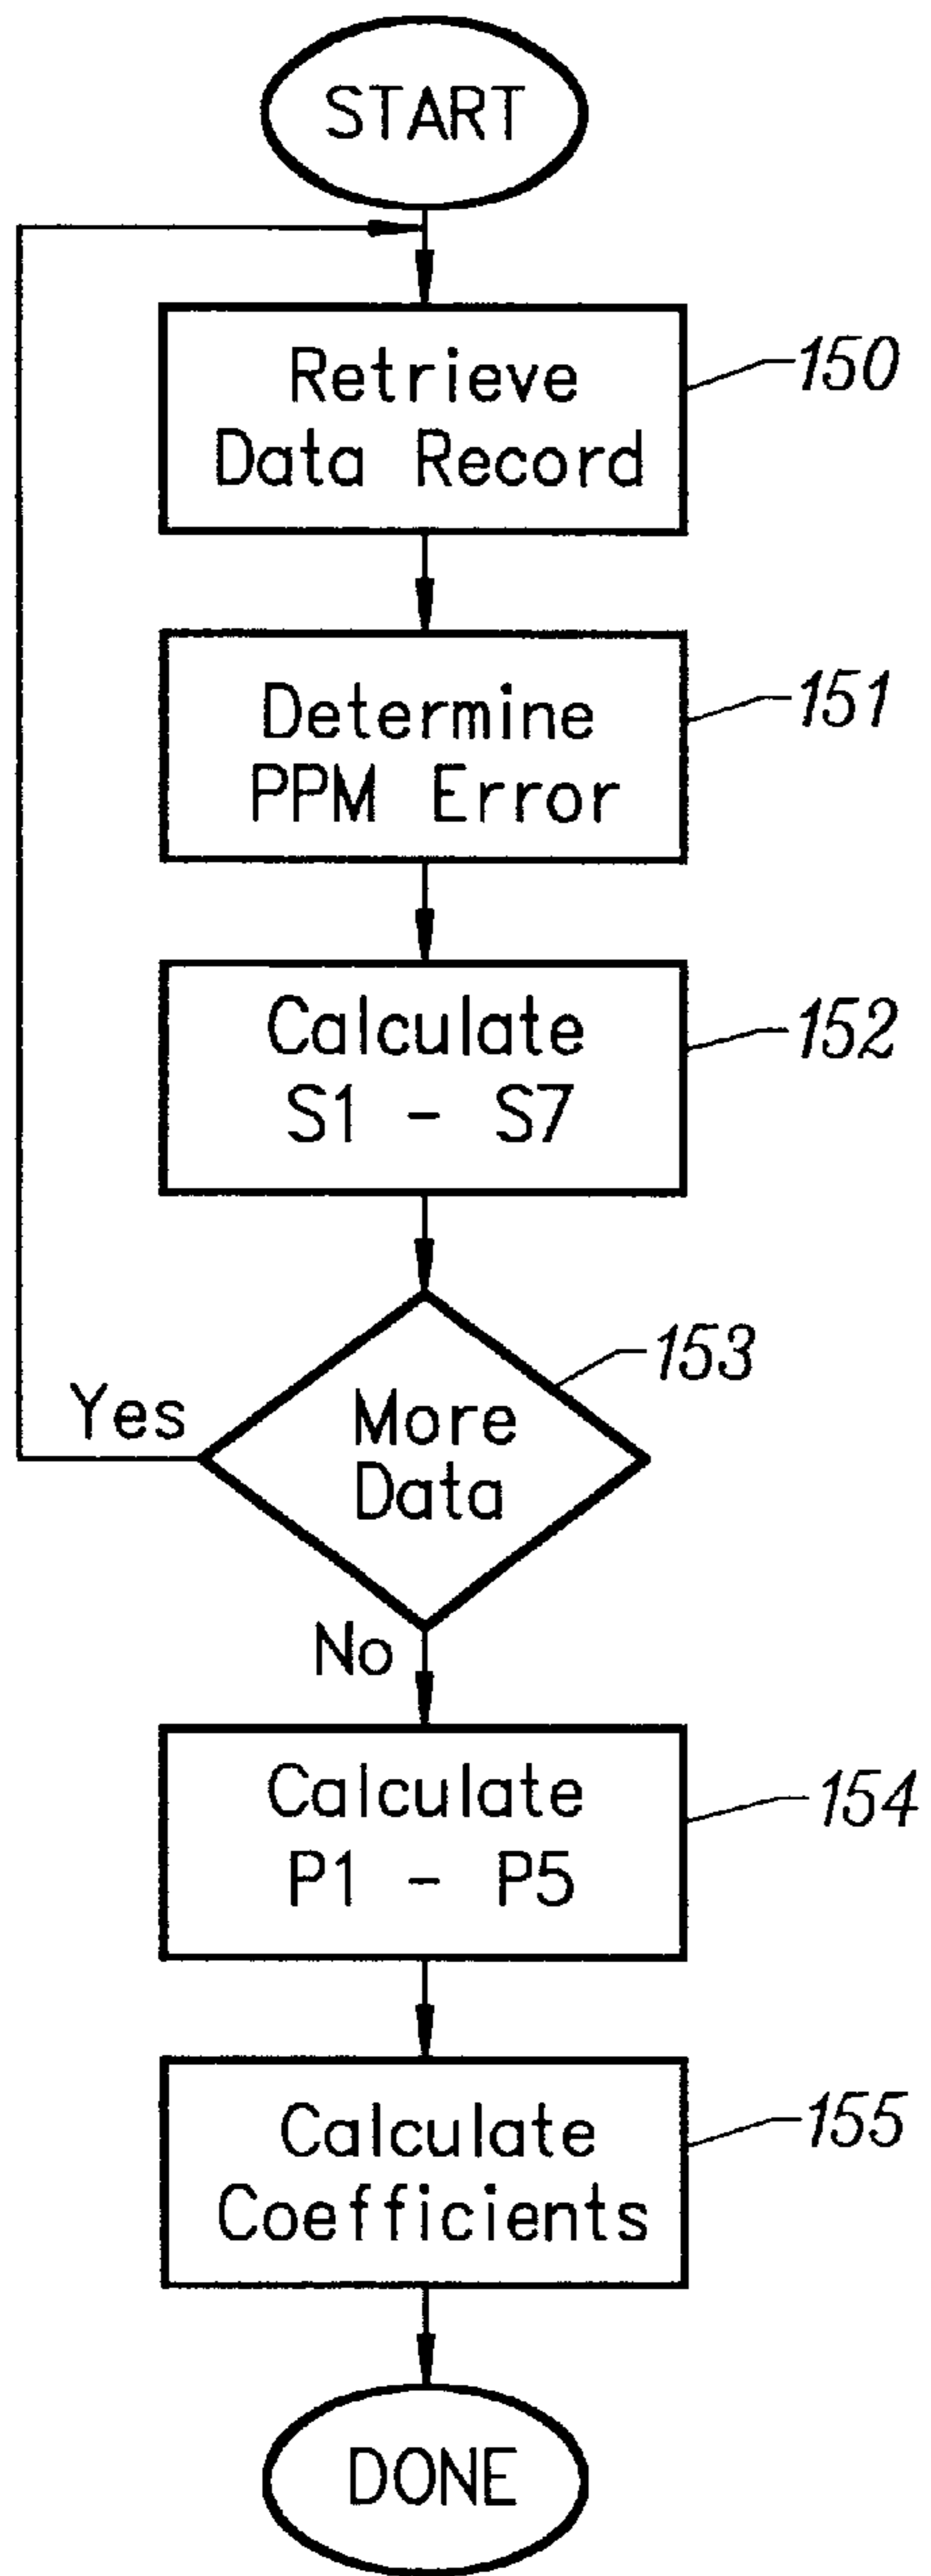 START
Retrieve
Data Record
150
Determine
PPM Error
151
Calculate
S1 - S7
152
153
More
Data
Yes
No
Calculate
P1 - P5
154
Calculate
Coefficients
155
DONE